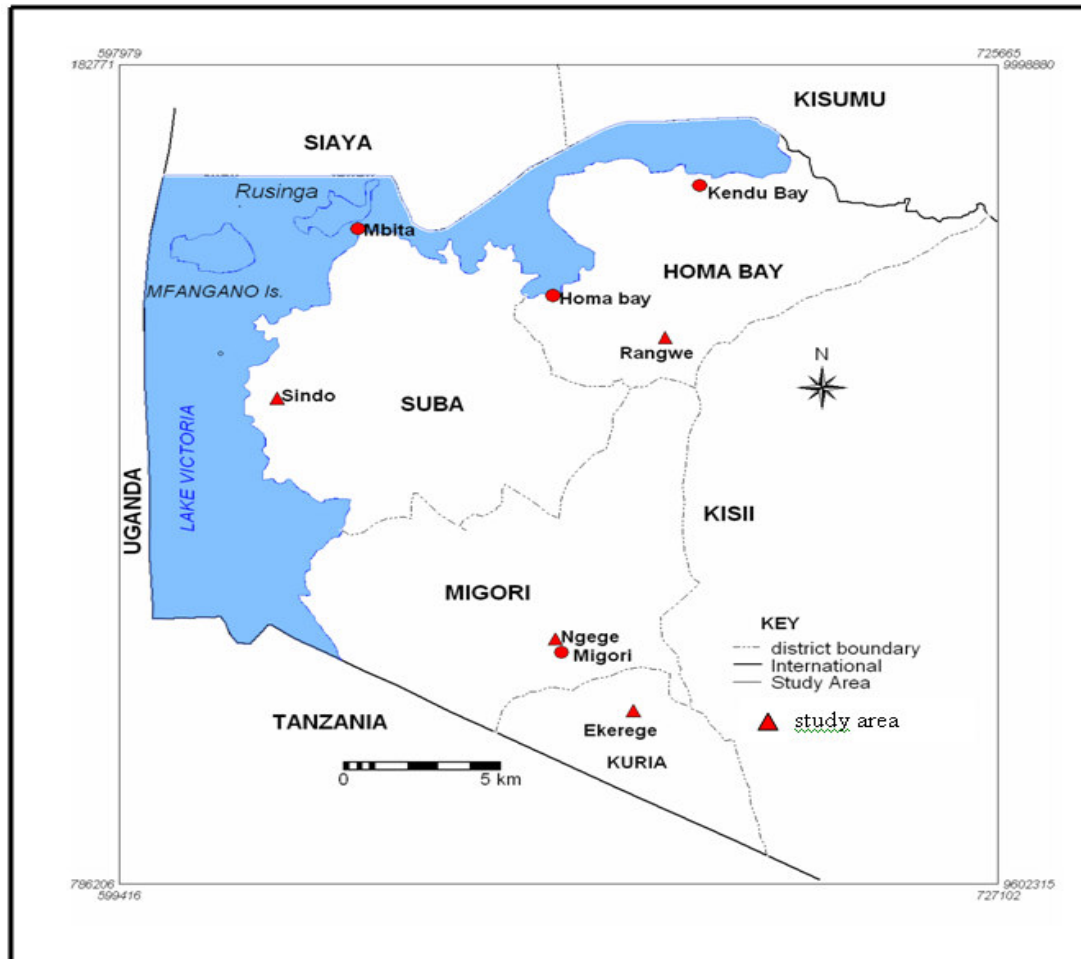 597979
725665
182771
9998880
KISUMU
SIAYA
Rusinga
Kendu Bay
Mbita
HOMA BAY
MFANGANO Is.
Homa bay
Rangwe
N
Sindo
SUBA
LAKE VICTORIA
UGANDA
KISII
MIGORI
KEY
Ngege
district boundary
Migori
International
Study Area
TANZANIA
study area
Ekerege
KURIA
0 5 km
786206
9602315
599416
727102